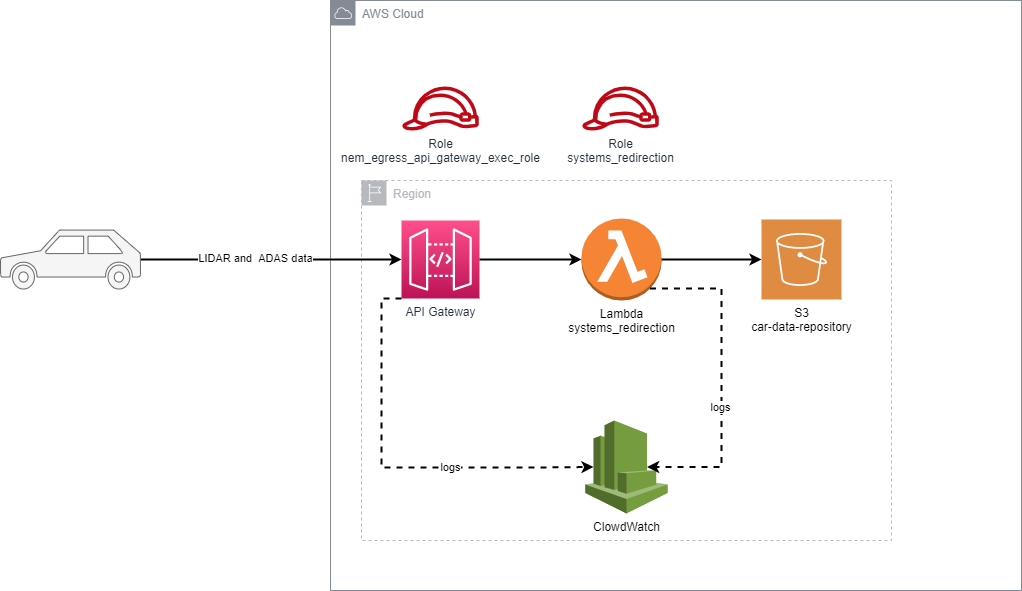 AWS Cloud
Role
nem_egress_api_gateway_exec_role
Role
systems_redirection
Region
LIDAR and  ADAS data
</>
API Gateway
Lambda
systems_redirection
S3
car-data-repository
logs
logs
ClowdWatch